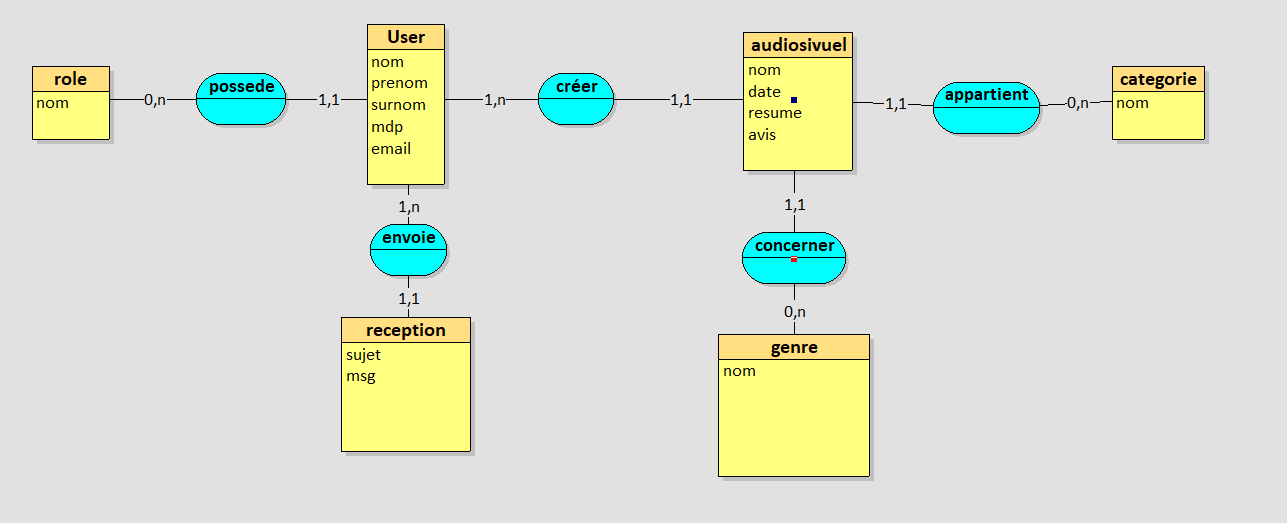 role
nom
0,n
possede
1,1
User
nom
prenom
surnom
mdp
email
1,n
créer
1,1
audiosivuel
nom
date
resume
avis
1,1
appartient
0,n
categorie
nom
1,n
envoie
1,1
reception
sujet
msg
1,1
concerner
0,n
genre
nom